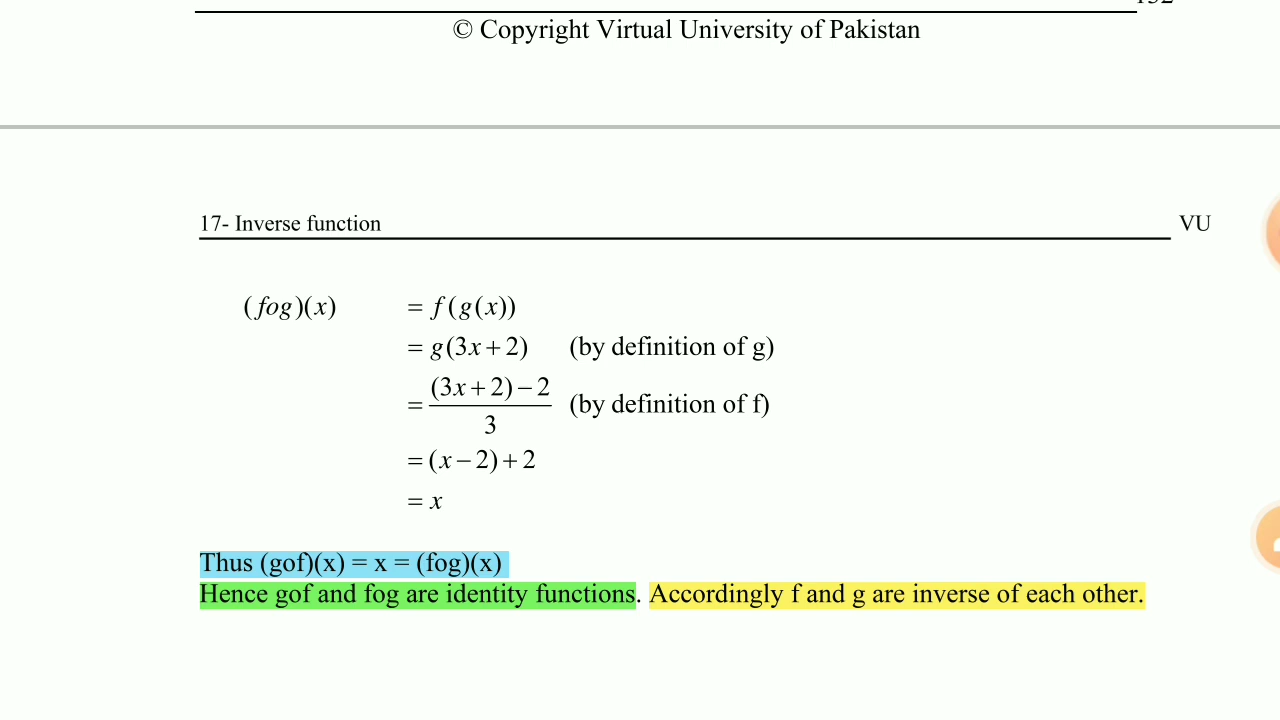 © Copyright Virtual University of Pakistan
17- Inverse function VU
(fog)(x) = f(g(x))
= g(3x+2) (by definition of g)
= \frac{(3x+2)-2}{3} (by definition of f)
= (x-2)+2
= x
Thus (gof)(x) = x = (fog)(x)
Hence gof and fog are identity functions. Accordingly f and g are inverse of each other.